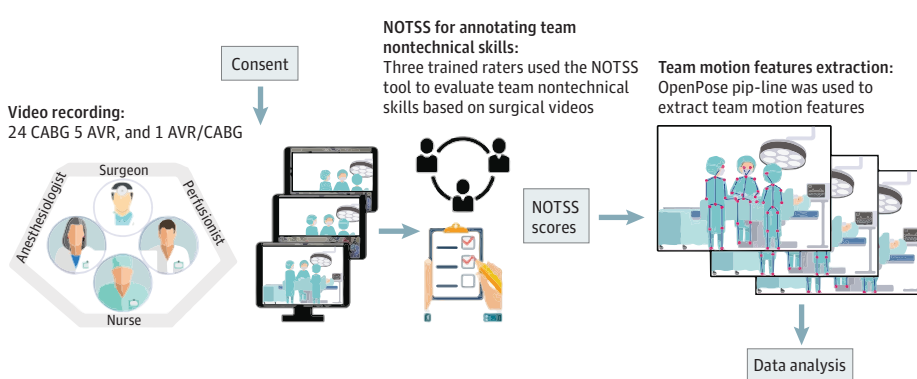 Consent
Video recording:
24 CABG 5 AVR, and 1 AVR/CABG
Anesthesiologist
Surgeon
Perfusionist
Nurse
NOTSS for annotating team
nontechnical skills:
Three trained raters used the NOTSS
tool to evaluate team nontechnical
skills based on surgical videos
NOTSS
scores
Team motion features extraction:
OpenPose pip-line was used to
extract team motion features
Data analysis